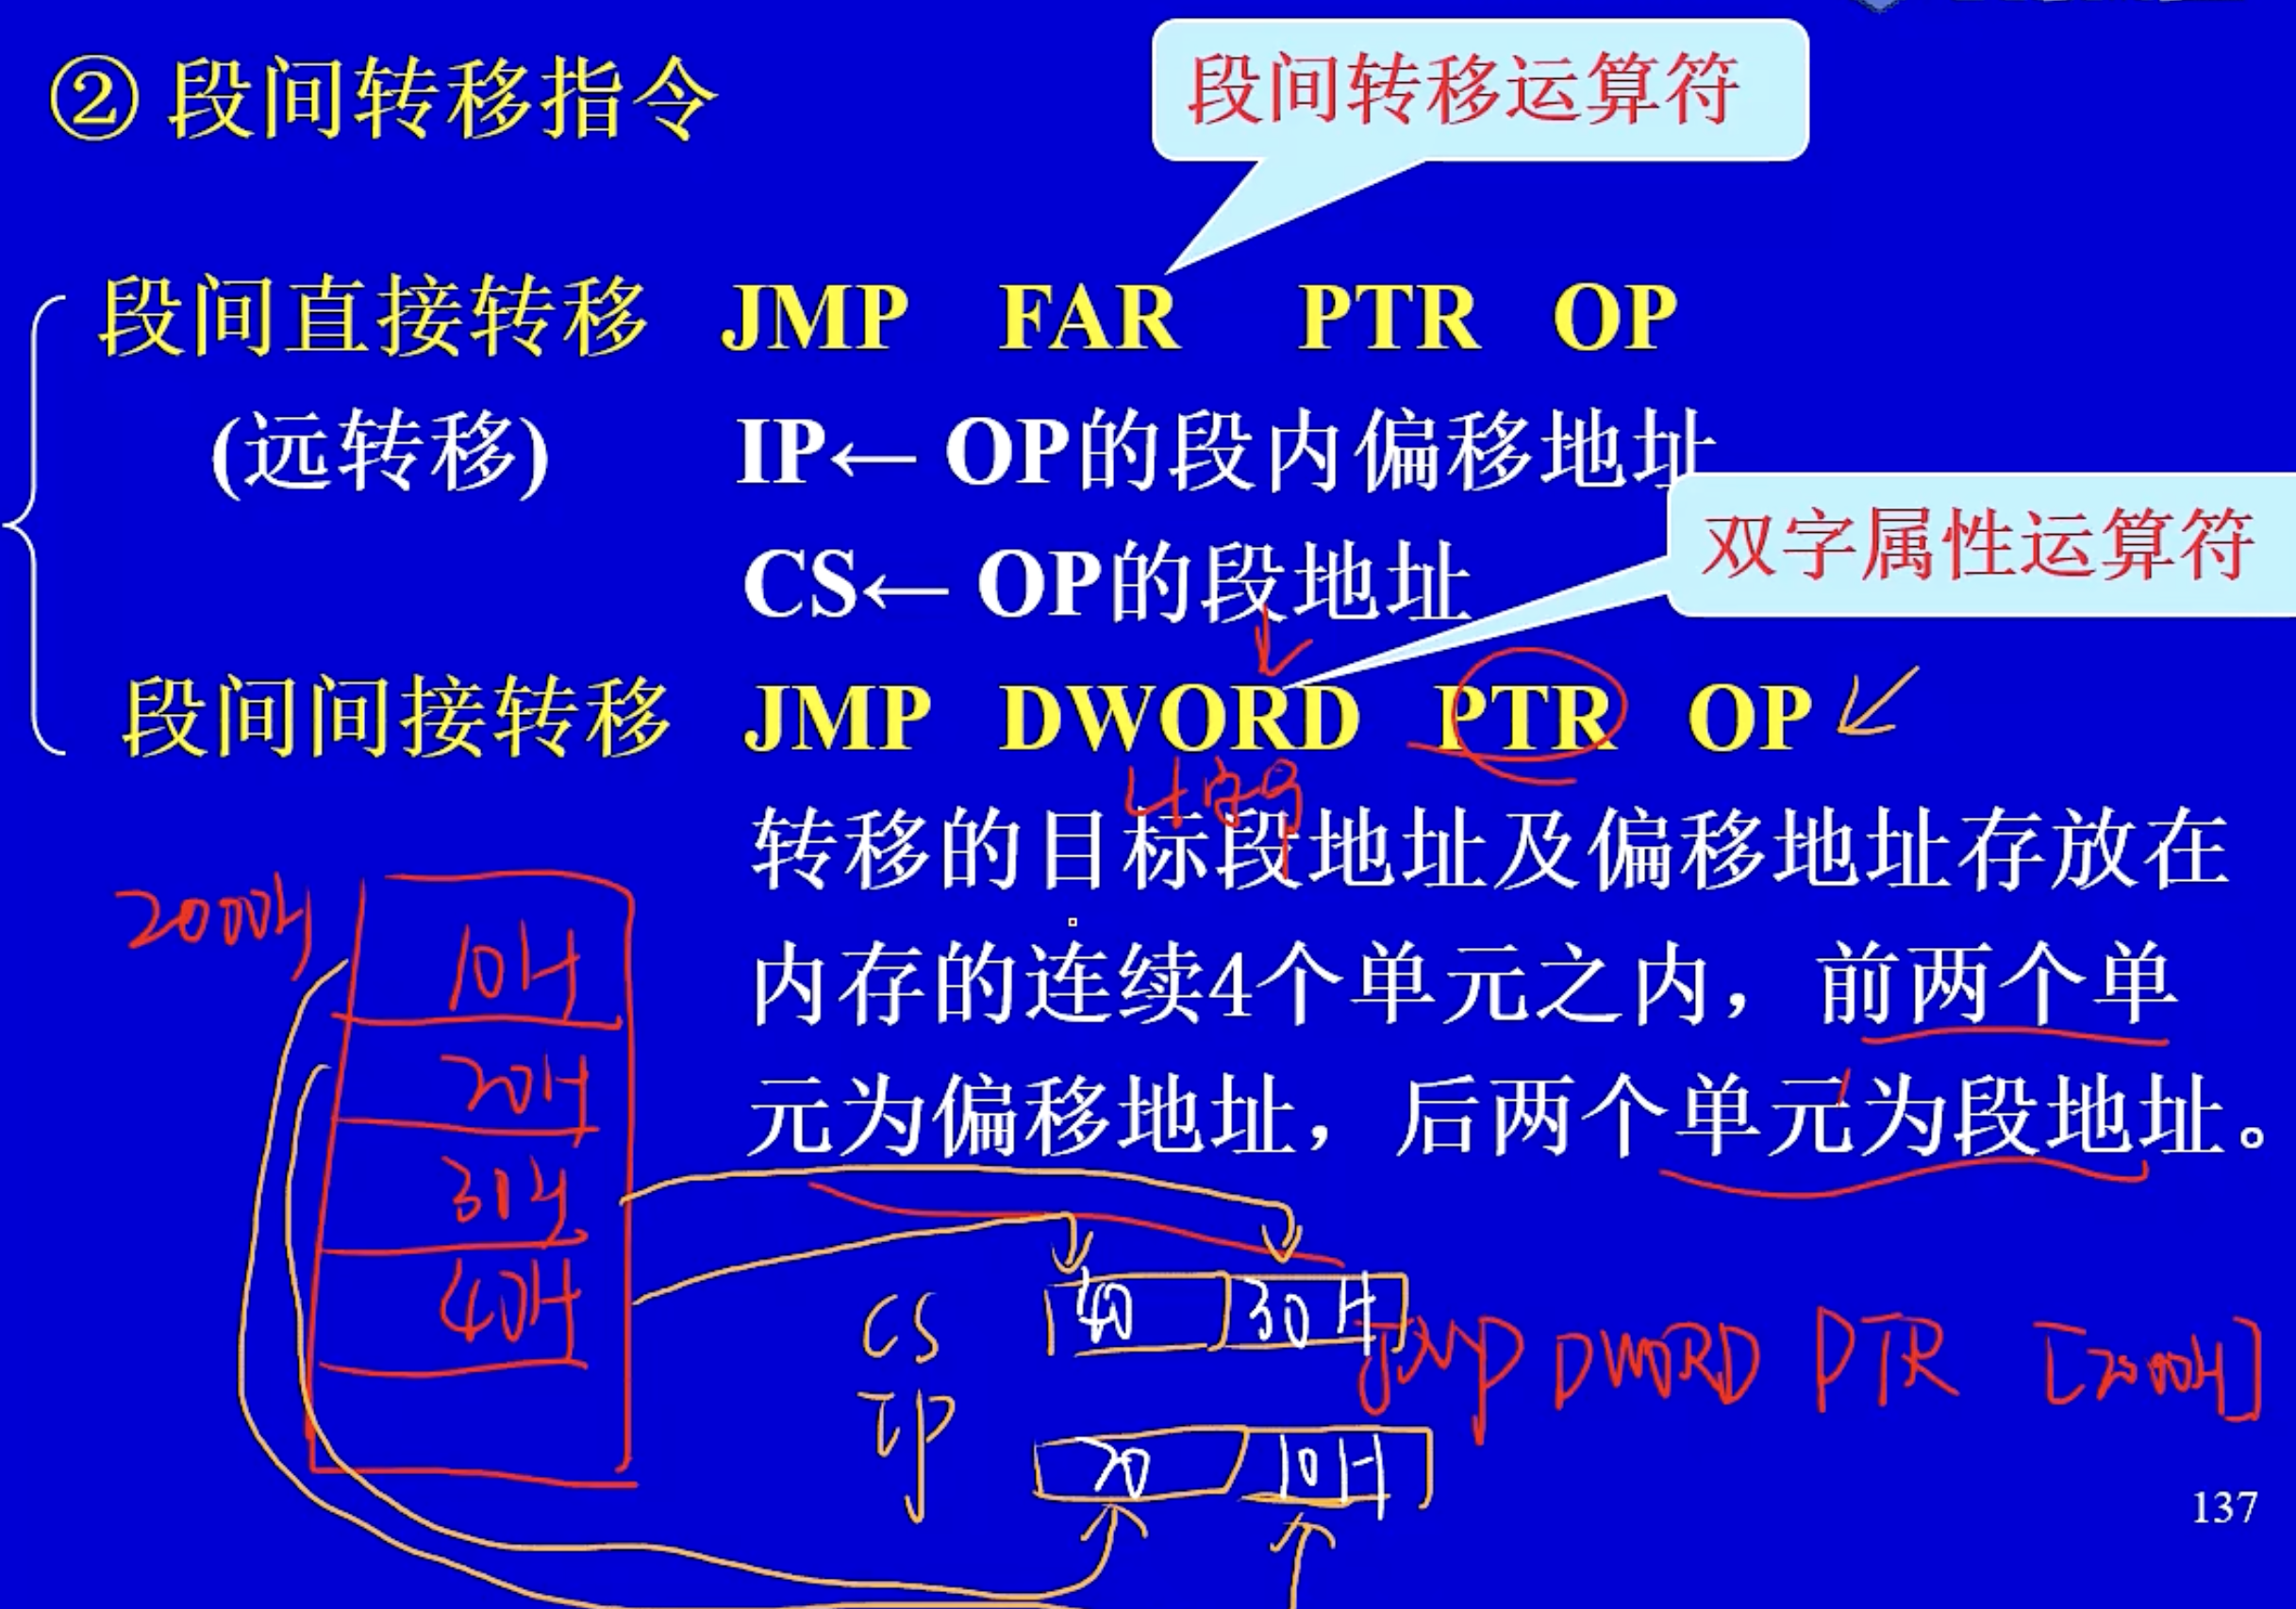 ② 段间转移指令
段间转移运算符
段间直接转移 JMP FAR PTR OP
(远转移) IP← OP的段内偏移地址
双字属性运算符
CS← OP的段地址
段间间接转移 JMP DWORD PTR OP
转移的目标段地址及偏移地址存放在
内存的连续4个单元之内，前两个单
元为偏移地址，后两个单元为段地址。
2000H
10H
20H
30H
40H
CS 40 30H
JMP DWORD PTR [2000H]
IP 20 10H
137